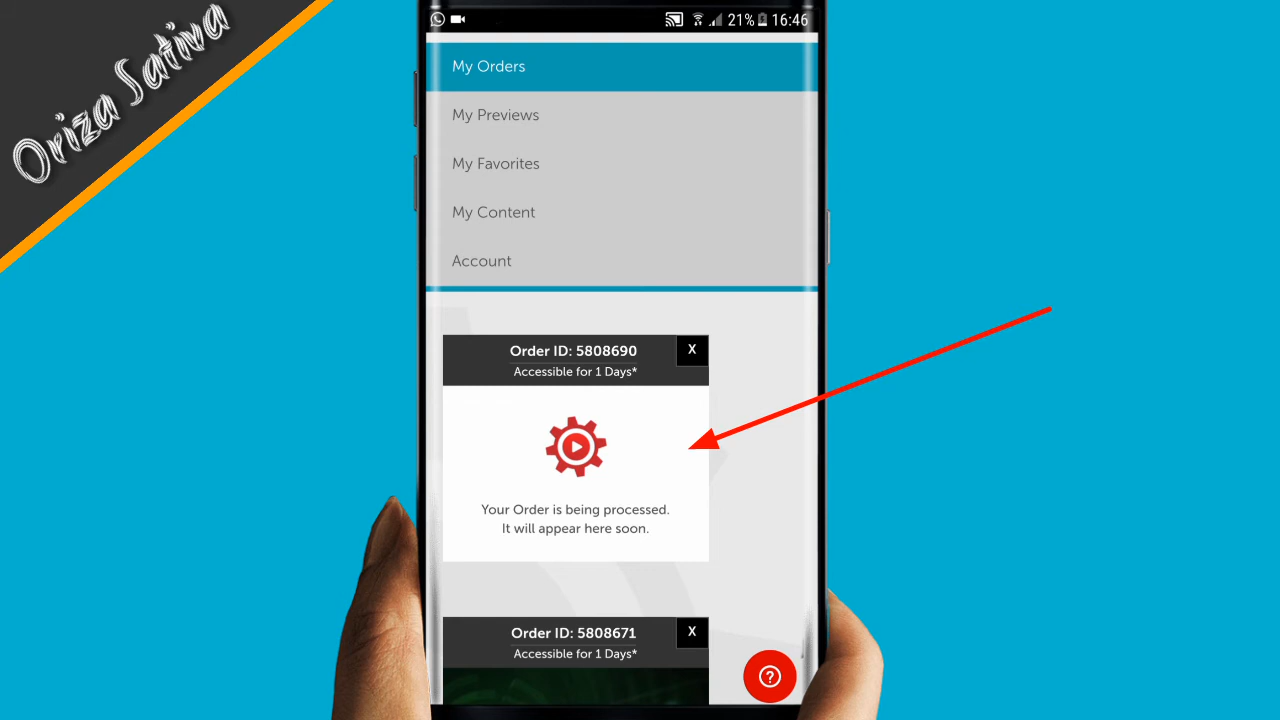 Oriza Sativa
21% 16:46
My Orders
My Previews
My Favorites
My Content
Account
Order ID: 5808690
X
Accessible for 1 Days*
Your Order is being processed.
It will appear here soon.
Order ID: 5808671
X
Accessible for 1 Days*
?